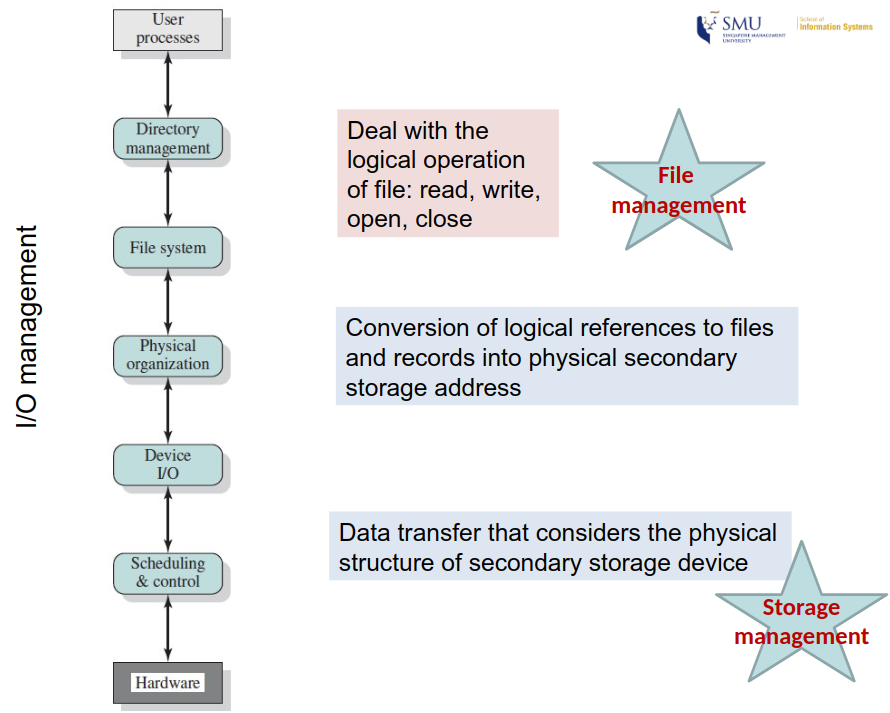 User
processes
SMU
SINGAPORE MANAGEMENT
UNIVERSITY
School of
Information Systems
Directory
management
Deal with the
logical operation
of file: read, write,
open, close
File
management
File system
I/O management
Physical
organization
Conversion of logical references to files
and records into physical secondary
storage address
Device
I/O
Data transfer that considers the physical
structure of secondary storage device
Scheduling
& control
Storage
management
Hardware